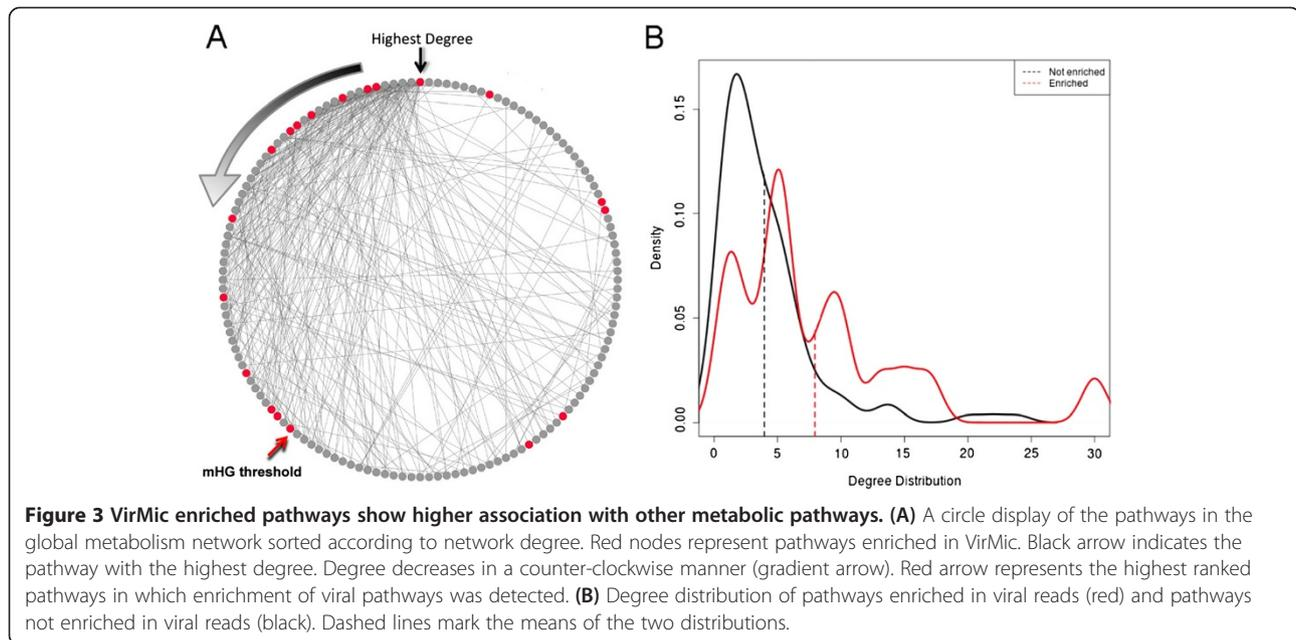 A
Highest Degree
mHG threshold
B
Not enriched
Enriched
Density
0.15
0.10
0.05
0.00
0 5 10 15 20 25 30
Degree Distribution
Figure 3 VirMic enriched pathways show higher association with other metabolic pathways. (A) A circle display of the pathways in the
global metabolism network sorted according to network degree. Red nodes represent pathways enriched in VirMic. Black arrow indicates the
pathway with the highest degree. Degree decreases in a counter-clockwise manner (gradient arrow). Red arrow represents the highest ranked
pathways in which enrichment of viral pathways was detected. (B) Degree distribution of pathways enriched in viral reads (red) and pathways
not enriched in viral reads (black). Dashed lines mark the means of the two distributions.